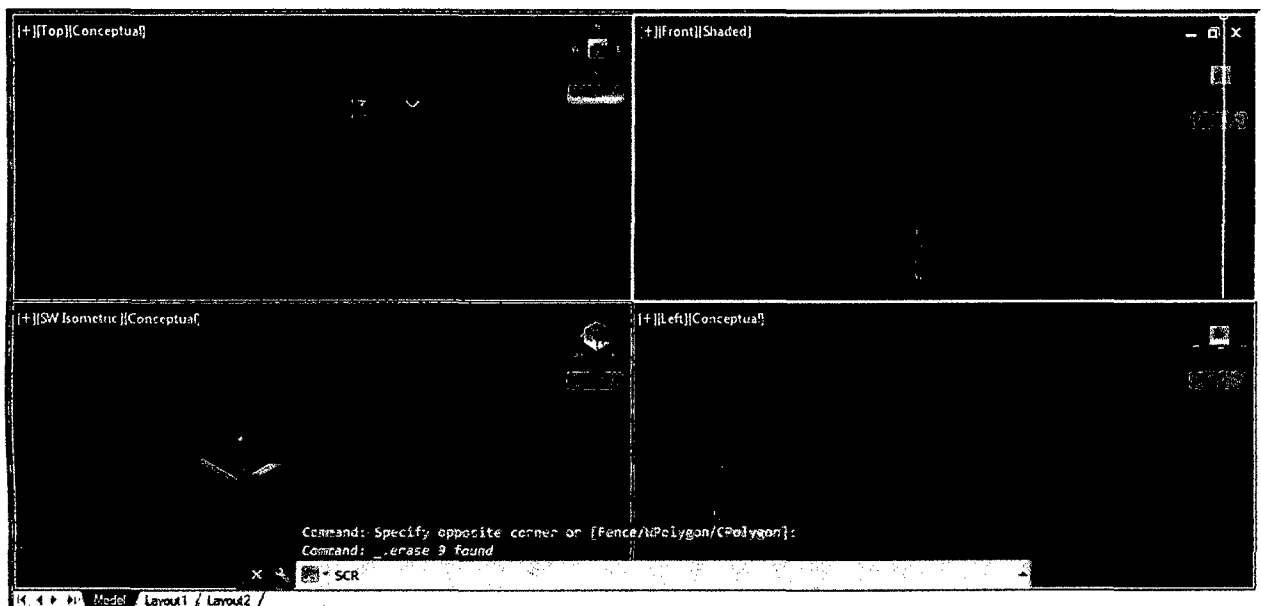 [+][Top][Conceptual]
[+][Front][Shaded]
W
[+][SW Isometric][Conceptual]
[+][Left][Conceptual]
Command: Specify opposite corner or [Fence/WPolygon/CPolygon]:
Command: _.erase 9 found
SCR
Model / Layout1 / Layout2 /